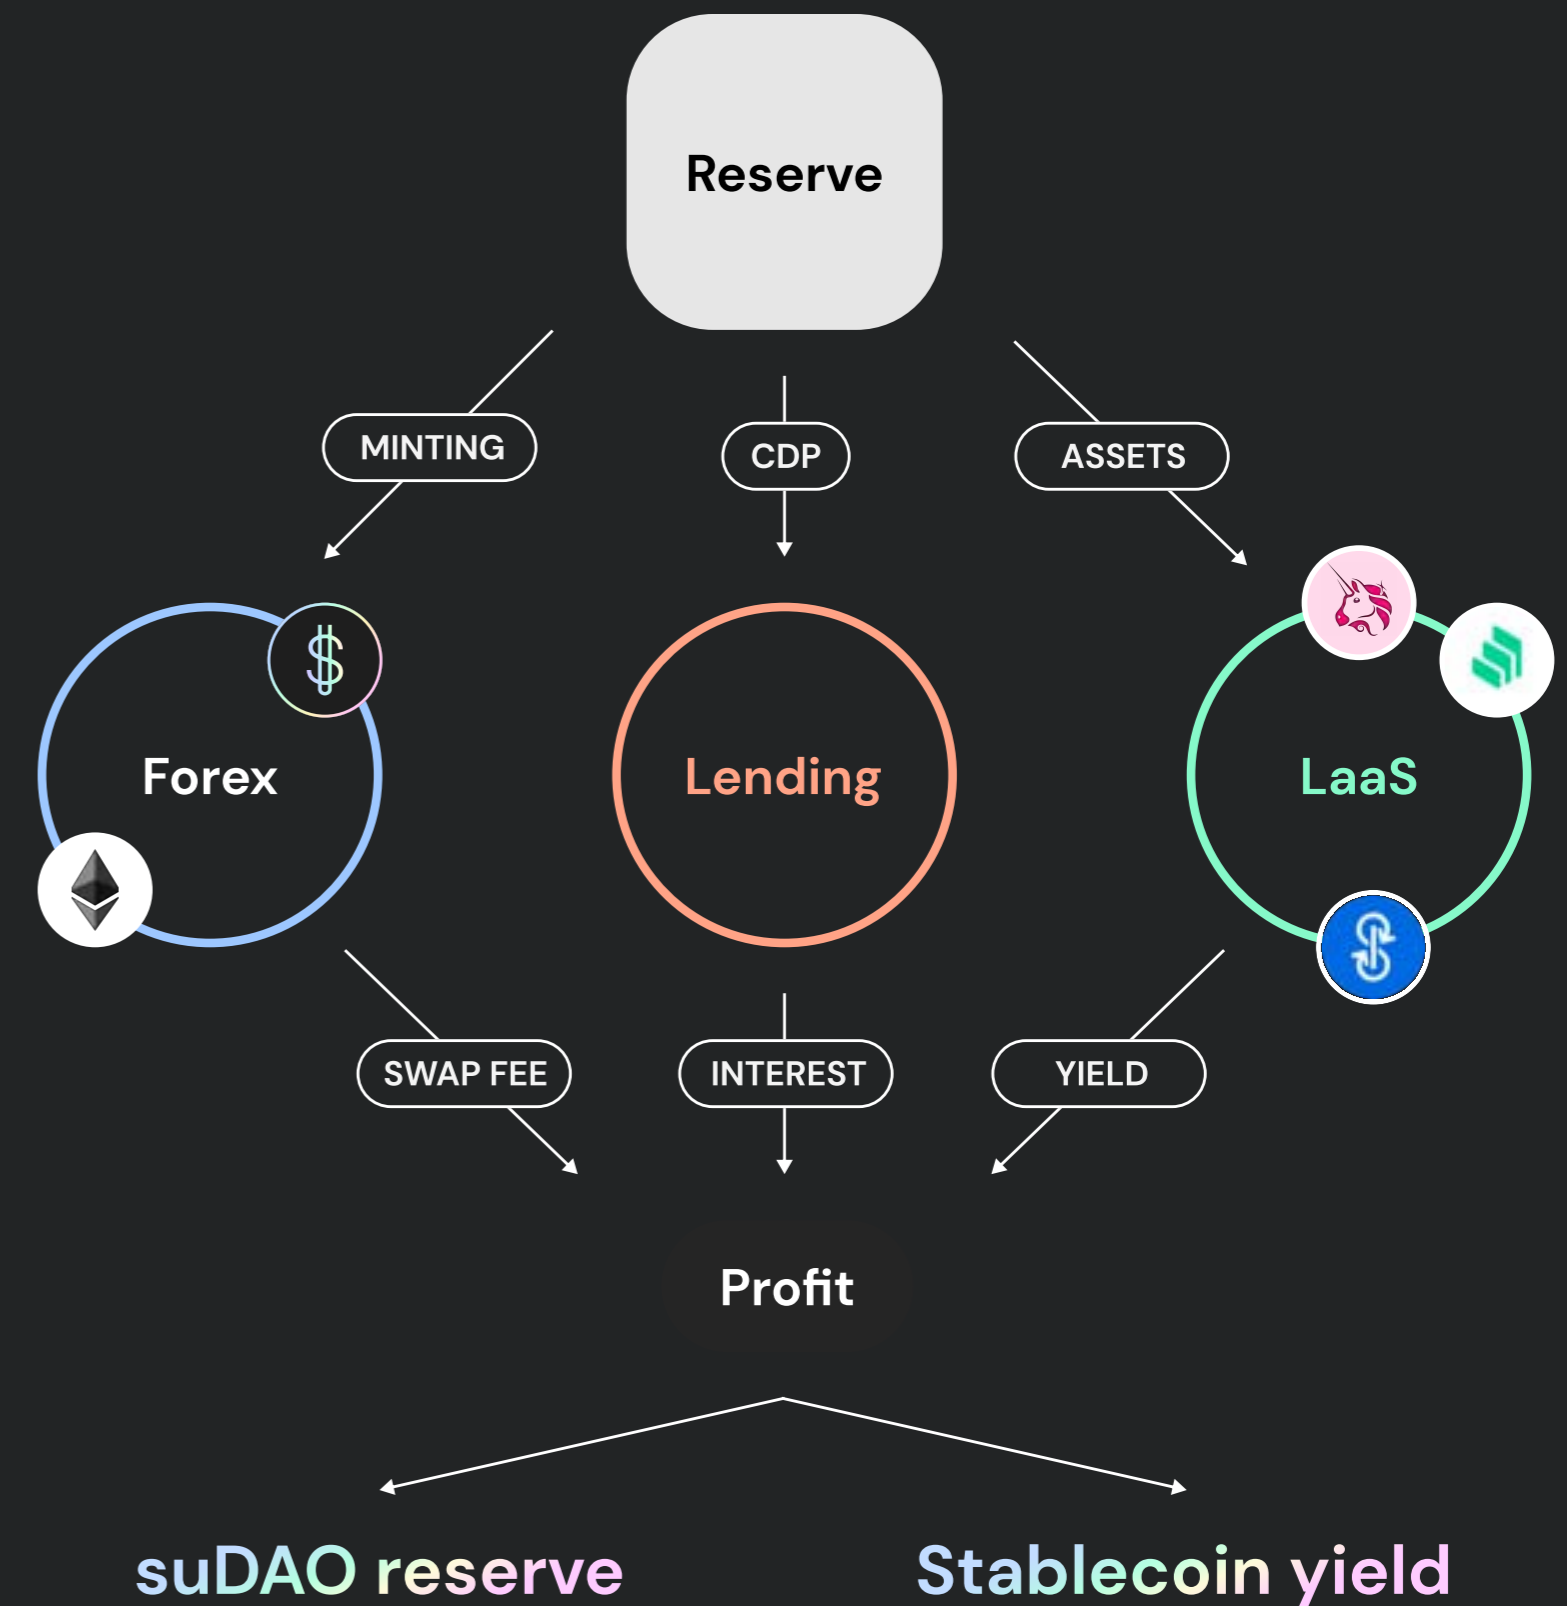 Reserve
MINTING
CDP
ASSETS
Forex
Lending
LaaS
SWAP FEE
INTEREST
YIELD
Profit
suDAO reserve
Stablecoin yield